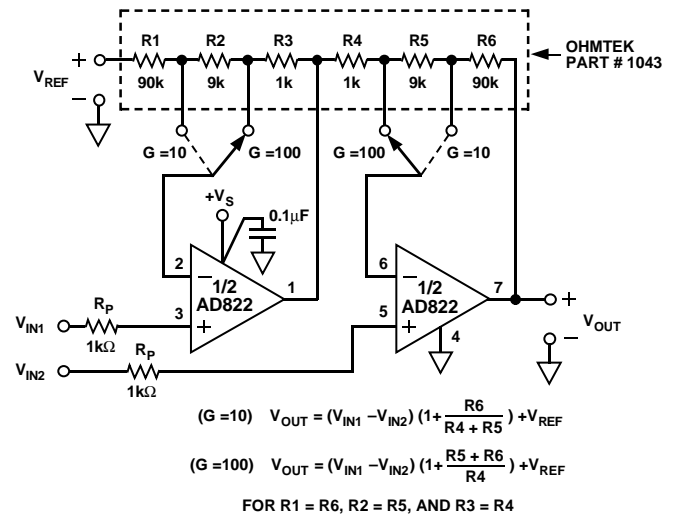 R1 R2 R3 R4 R5 R6
90k 9k 1k 1k 9k 90k
OHMTEK
PART # 1043
+
V_REF
−
G =10 G =100 G =100 G =10
+V_S
0.1μF
2 −
1/2
AD822
1
3 +
6 −
1/2
AD822
7
5 +
4
V_IN1
R_P
1kΩ
V_IN2
R_P
1kΩ
+
V_OUT
−
(G =10) V_OUT = (V_IN1 −V_IN2) (1+ R6 / R4 + R5 ) +V_REF
(G =100) V_OUT = (V_IN1 −V_IN2) (1+ R5 + R6 / R4 ) +V_REF
FOR R1 = R6, R2 = R5, AND R3 = R4